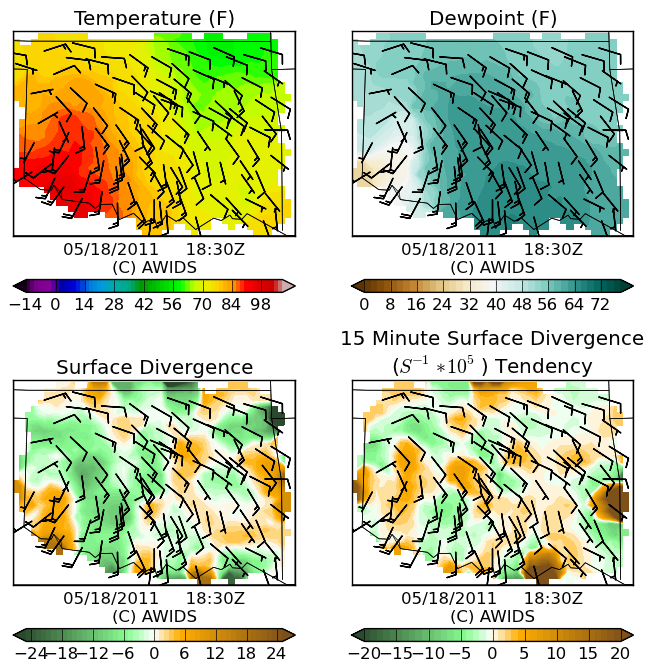 Temperature (F)
Dewpoint (F)
05/18/2011 18:30Z
(C) AWIDS
05/18/2011 18:30Z
(C) AWIDS
−14 0 14 28 42 56 70 84 98
0 8 16 24 32 40 48 56 64 72
Surface Divergence
15 Minute Surface Divergence
(S⁻¹ *10⁵ ) Tendency
05/18/2011 18:30Z
(C) AWIDS
05/18/2011 18:30Z
(C) AWIDS
−24 −18 −12 −6 0 6 12 18 24
−20 −15 −10 −5 0 5 10 15 20